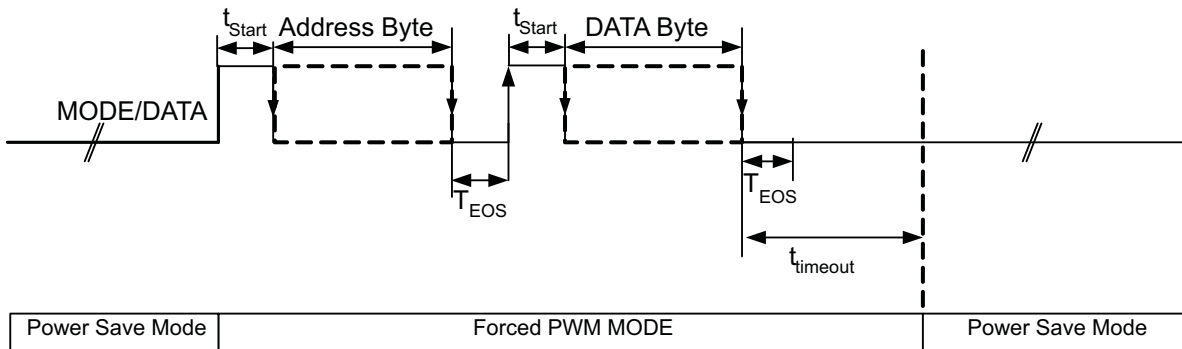 tStart Address Byte tStart DATA Byte
MODE/DATA
TEOS TEOS
ttimeout
Power Save Mode Forced PWM MODE Power Save Mode